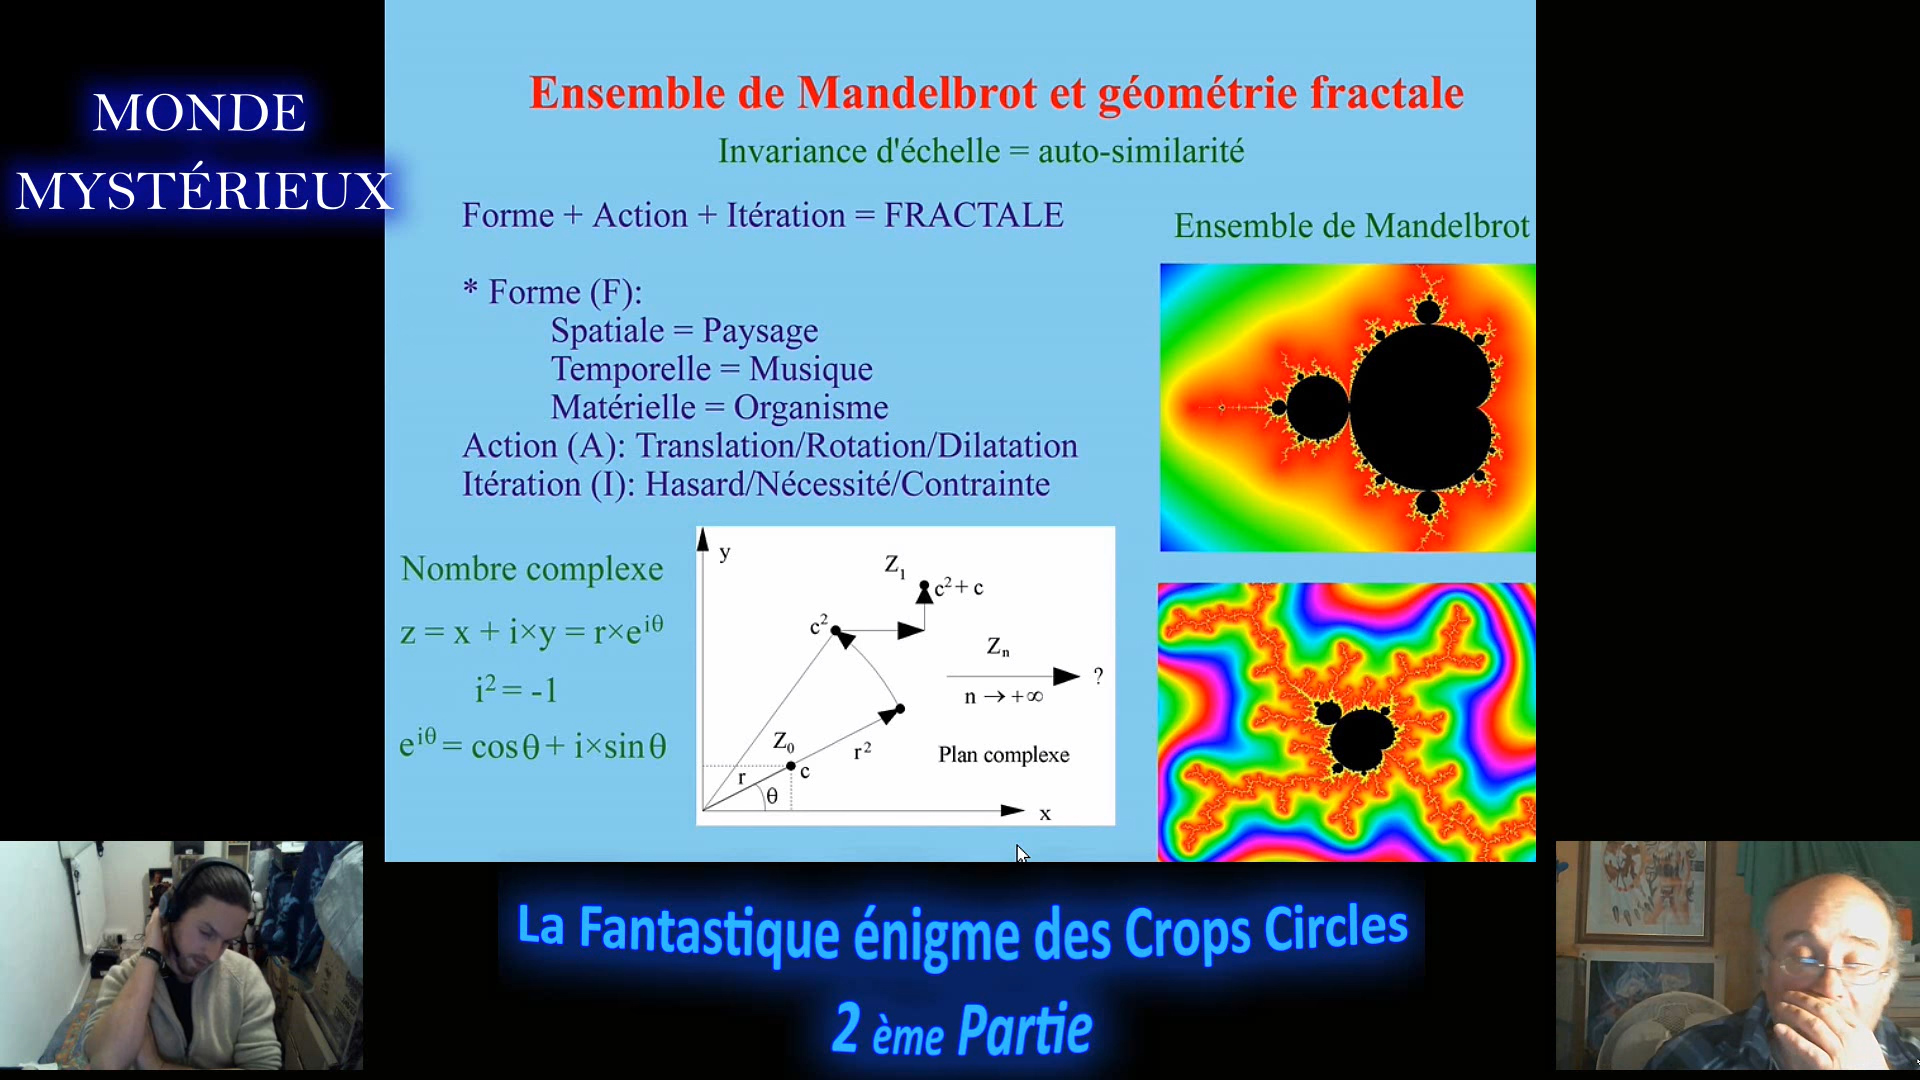 MONDE
MYSTÉRIEUX
Ensemble de Mandelbrot et géométrie fractale
Invariance d'échelle = auto-similarité
Forme + Action + Itération = FRACTALE
Ensemble de Mandelbrot
* Forme (F):
Spatiale = Paysage
Temporelle = Musique
Matérielle = Organisme
Action (A): Translation/Rotation/Dilatation
Itération (I): Hasard/Nécessité/Contrainte
Nombre complexe
z = x + i×y = r×e^{iθ}
i² = -1
e^{iθ} = cosθ + i×sinθ
y
Z₁
c² + c
c²
Zₙ
?
n → +∞
Z₀
r²
Plan complexe
r
c
θ
x
La Fantastique énigme des Crops Circles
2 ème Partie